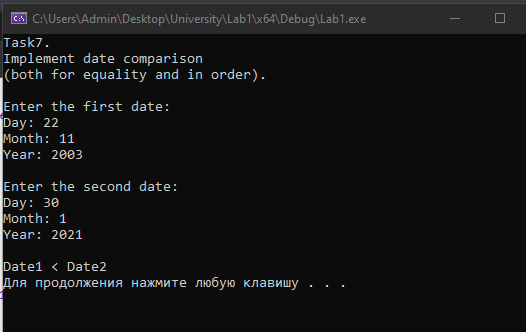 C:\Users\Admin\Desktop\University\Lab1\x64\Debug\Lab1.exe
Task7.
Implement date comparison
(both for equality and in order).
Enter the first date:
Day: 22
Month: 11
Year: 2003
Enter the second date:
Day: 30
Month: 1
Year: 2021
Date1 < Date2
Для продолжения нажмите любую клавишу . . .